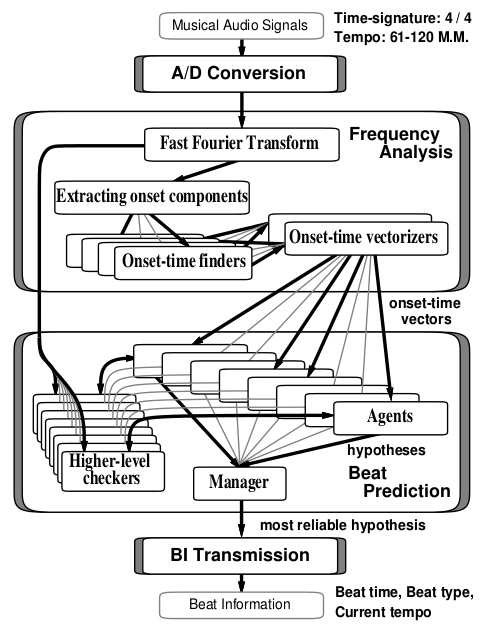 Musical Audio Signals
Time-signature: 4 / 4
Tempo: 61-120 M.M.
A/D Conversion
Fast Fourier Transform
Frequency
Analysis
Extracting onset components
Onset-time finders
Onset-time vectorizers
onset-time
vectors
Agents
hypotheses
Higher-level
checkers
Manager
Beat
Prediction
most reliable hypothesis
BI Transmission
Beat Information
Beat time, Beat type,
Current tempo